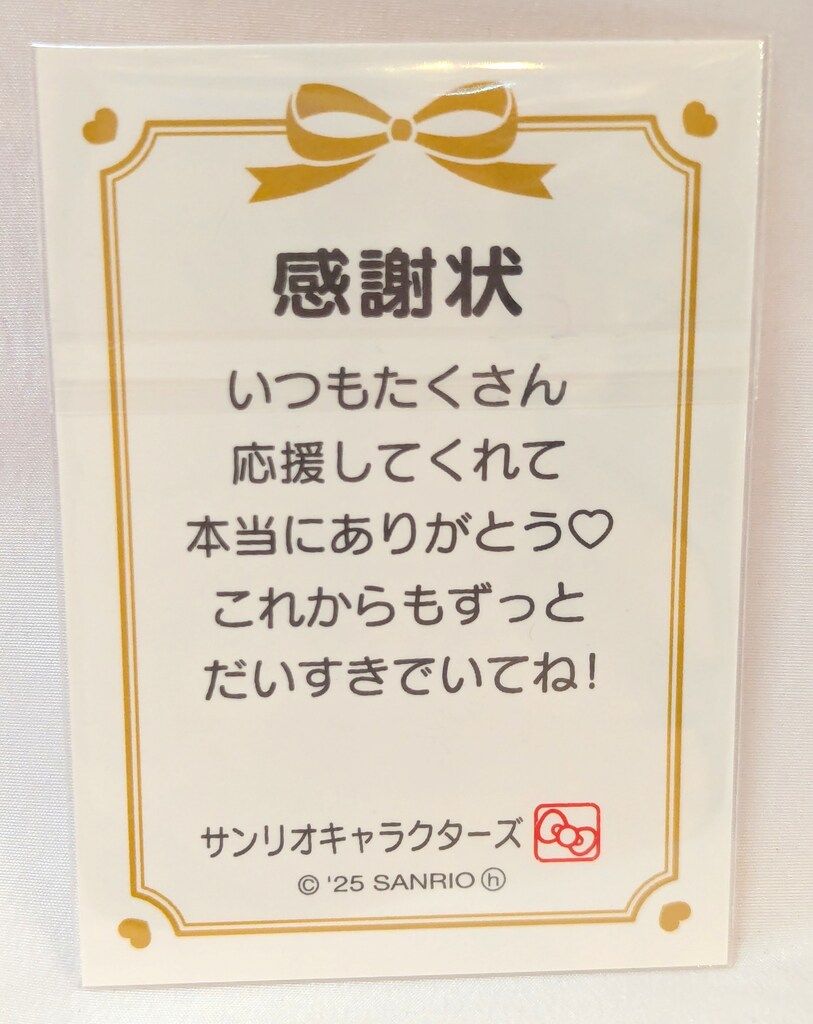 感謝状
いつもたくさん
応援してくれて
本当にありがとう♡
これからもずっと
だいすきでいてね!
サンリオキャラクターズ
© '25 SANRIO ⓗ